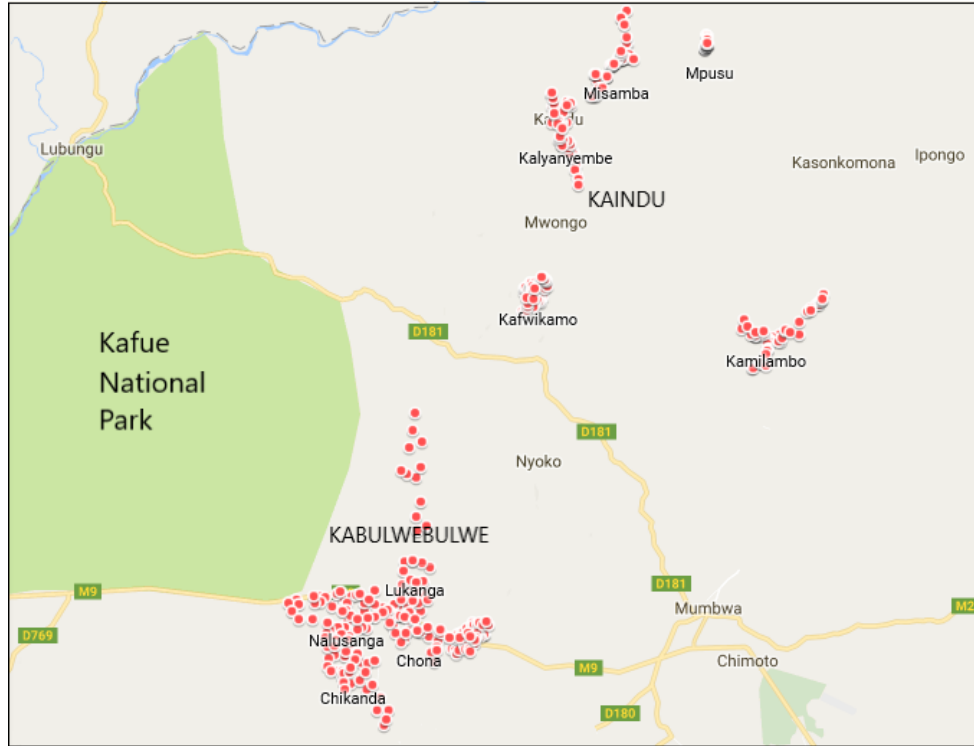 Mpusu
Misamba
Lubungu
Kalyanyembe
Kasonkomona
Ipongo
KAINDU
Mwongo
Kafwikamo
D181
Kafue
National
Park
Kamilambo
D181
Nyoko
KABULWEBULWE
M9
Lukanga
D181
Mumbwa
M2
D769
Nalusanga
Chona
M9
Chimoto
Chikanda
D180